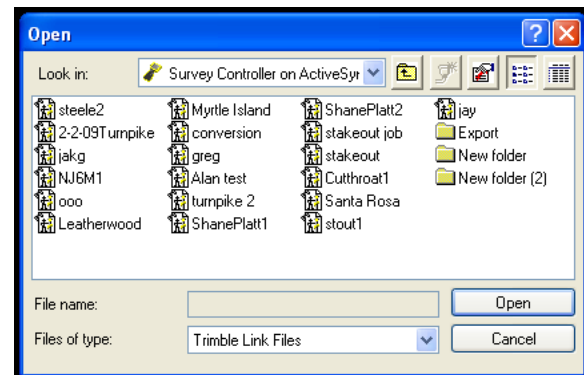 Open
Look in: Survey Controller on ActiveSyr
steele2 Myrtle Island ShanePlatt2 jay
2-2-09Turnpike conversion stakeout job Export
jakg greg stakeout New folder
NJ6M1 Alan test Cutthroat1 New folder (2)
ooo turnpike 2 Santa Rosa
Leatherwood ShanePlatt1 stout1
File name: Open
Files of type: Trimble Link Files Cancel